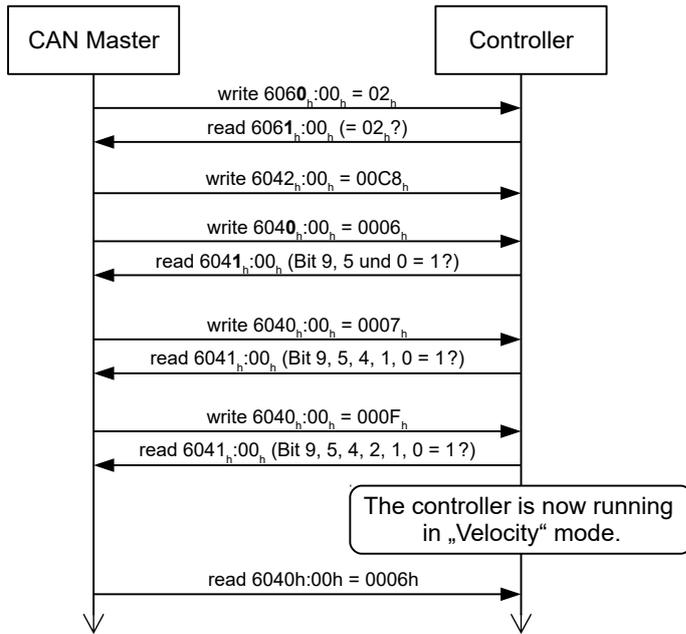 CAN Master
Controller
write 6060ₕ:00ₕ = 02ₕ
read 6061ₕ:00ₕ (= 02ₕ?)
write 6042ₕ:00ₕ = 00C8ₕ
write 6040ₕ:00ₕ = 0006ₕ
read 6041ₕ:00ₕ (Bit 9, 5 und 0 = 1?)
write 6040ₕ:00ₕ = 0007ₕ
read 6041ₕ:00ₕ (Bit 9, 5, 4, 1, 0 = 1?)
write 6040ₕ:00ₕ = 000Fₕ
read 6041ₕ:00ₕ (Bit 9, 5, 4, 2, 1, 0 = 1?)
The controller is now running
in „Velocity“ mode.
read 6040h:00h = 0006h